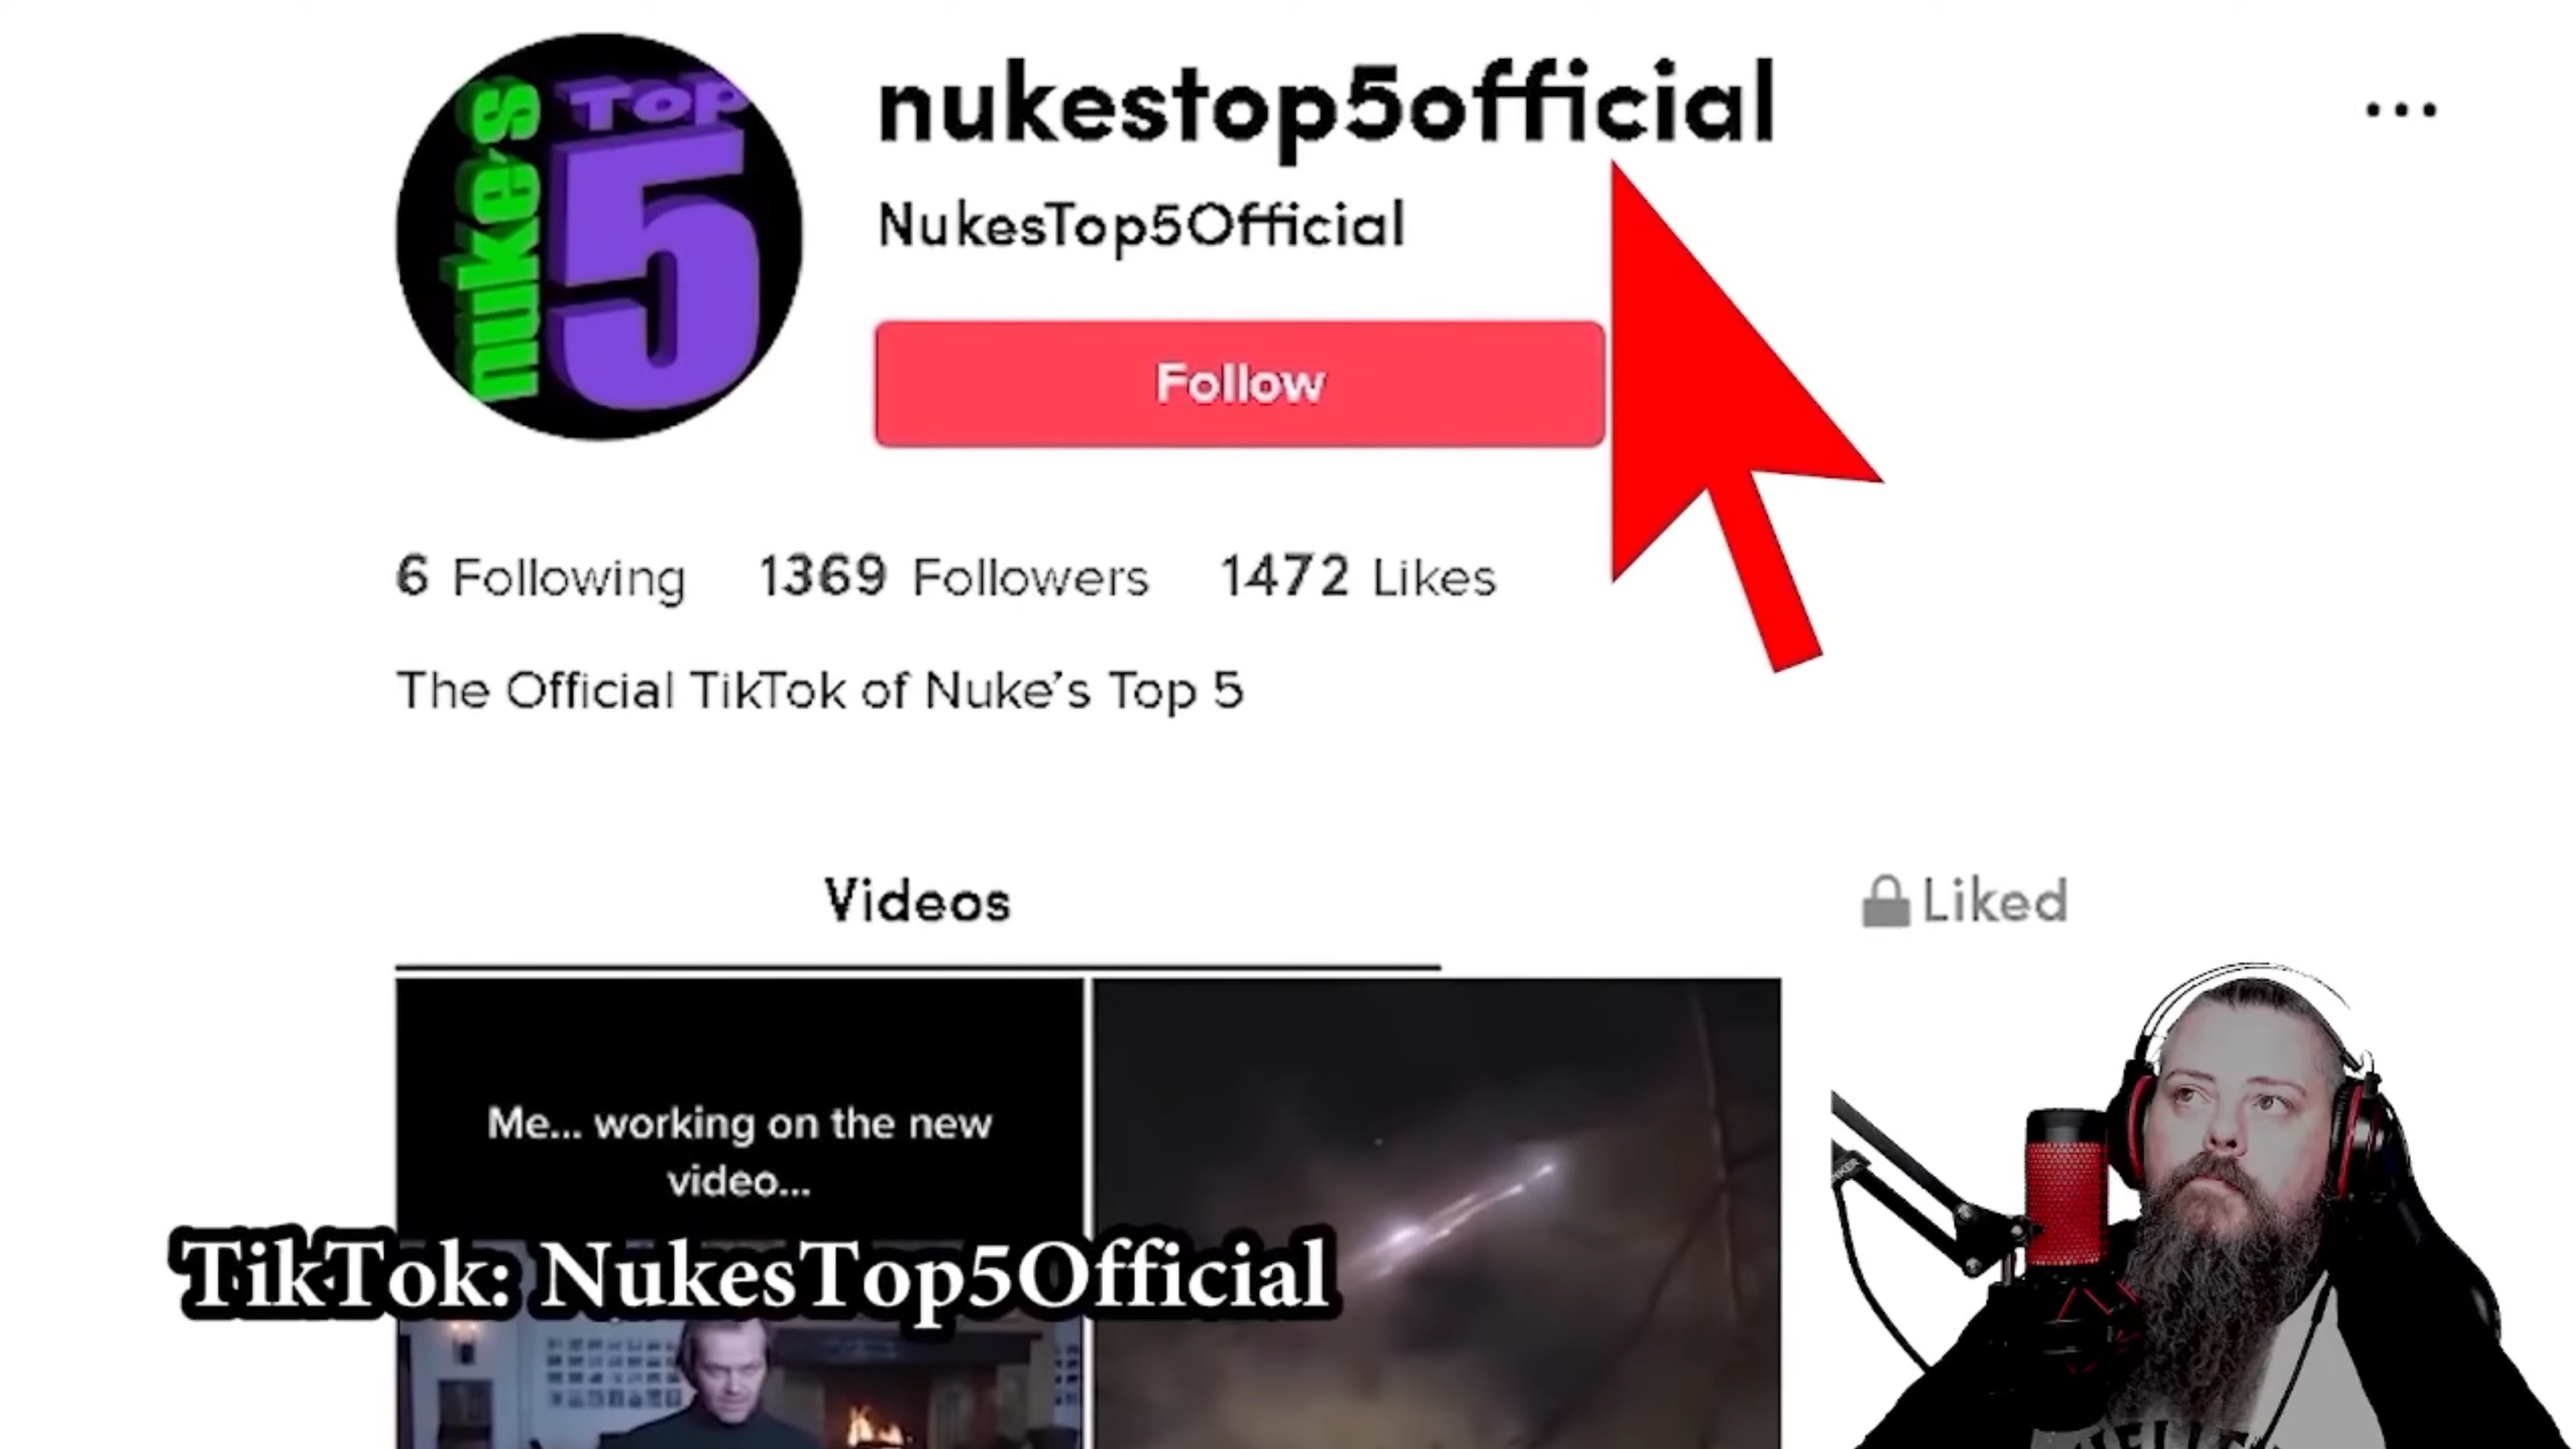 nuke's
Top
5
nukestop5official
NukesTop5Official
Follow
6 Following 1369 Followers 1472 Likes
The Official TikTok of Nuke’s Top 5
Videos
Liked
Me... working on the new
video...
TikTok: NukesTop5Official